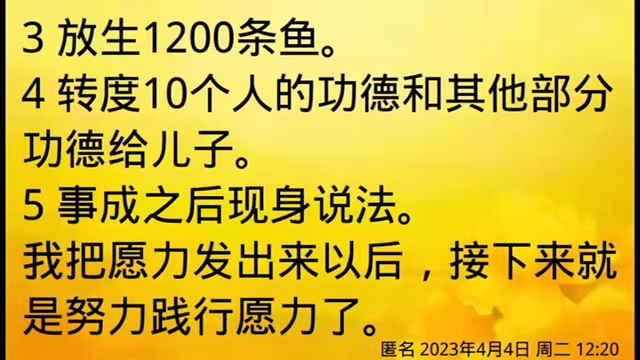 3 放生1200条鱼。
4 转度10个人的功德和其他部分
功德给儿子。
5 事成之后现身说法。
我把愿力发出来以后，接下来就
是努力践行愿力了。
匿名 2023年4月4日 周二 12:20